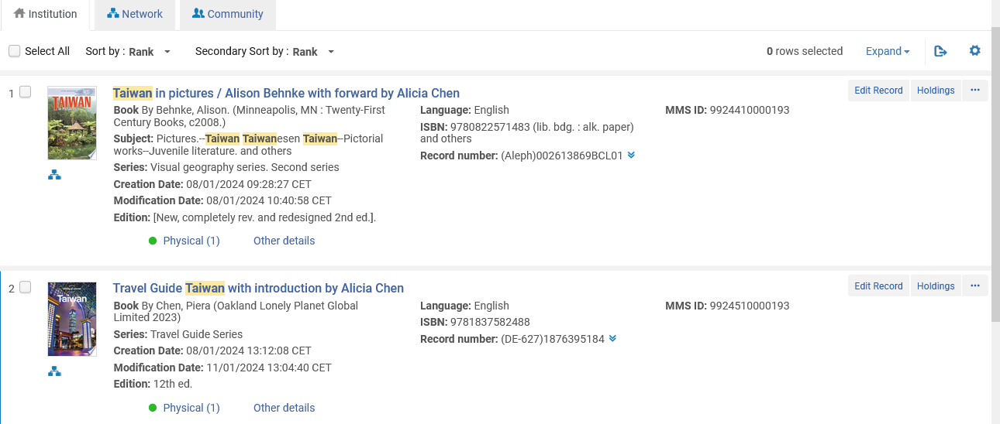 Institution Network Community
Select All Sort by : Rank Secondary Sort by : Rank 0 rows selected Expand
1 Taiwan in pictures / Alison Behnke with forward by Alicia Chen Edit Record Holdings ...
TAIWAN
Book By Behnke, Alison. (Minneapolis, MN : Twenty-First
Century Books, c2008.)
Subject: Pictures.--Taiwan Taiwanesen Taiwan--Pictorial
works--Juvenile literature. and others
Series: Visual geography series. Second series
Creation Date: 08/01/2024 09:28:27 CET
Modification Date: 08/01/2024 10:40:58 CET
Edition: [New, completely rev. and redesigned 2nd ed.].
Language: English
ISBN: 9780822571483 (lib. bdg. : alk. paper)
and others
Record number: (Aleph)002613869BCL01
MMS ID: 9924410000193
Physical (1) Other details
2 Travel Guide Taiwan with introduction by Alicia Chen Edit Record Holdings ...
Taiwan
Book By Chen, Piera (Oakland Lonely Planet Global
Limited 2023)
Series: Travel Guide Series
Creation Date: 08/01/2024 13:12:08 CET
Modification Date: 11/01/2024 13:04:40 CET
Edition: 12th ed.
Language: English
ISBN: 9781837582488
Record number: (DE-627)1876395184
MMS ID: 9924510000193
Physical (1) Other details